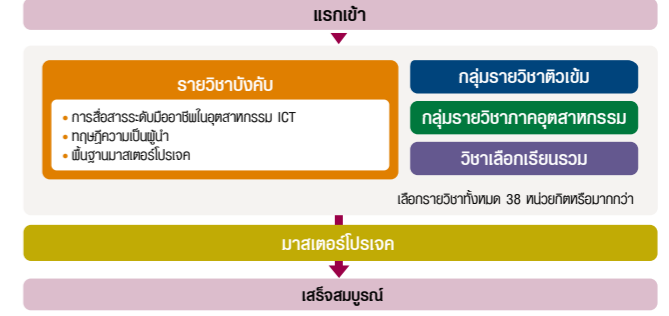 แรกเข้า
รายวิชาบังคับ
• การสื่อสารระดับมืออาชีพในอุตสาหกรรม ICT
• ทฤษฎีความเป็นผู้นำ
• พื้นฐานมาสเตอร์โปรเจค
กลุ่มรายวิชาติวเข้ม
กลุ่มรายวิชาภาคอุตสาหกรรม
วิชาเลือกเรียนรวม
เลือกรายวิชาทั้งหมด 38 หน่วยกิตหรือมากกว่า
มาสเตอร์โปรเจค
เสร็จสมบูรณ์